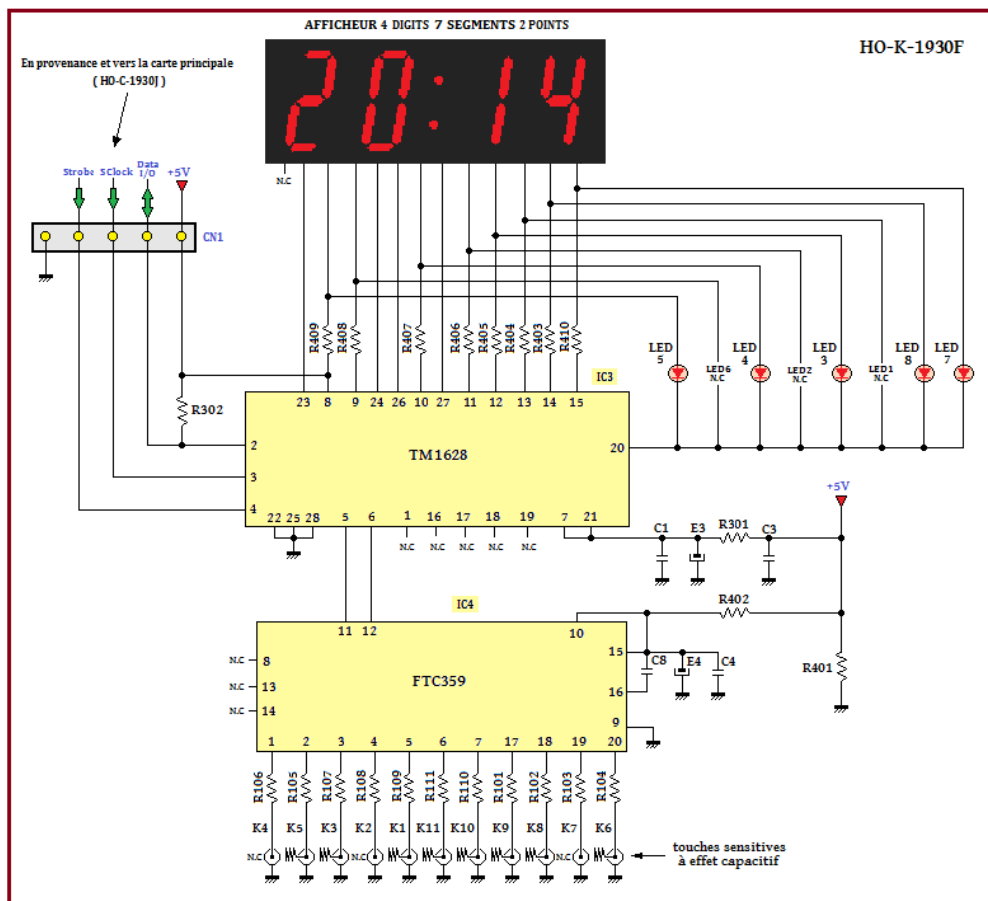 AFFICHEUR 4 DIGITS 7 SEGMENTS 2 POINTS
HO-K-1930F
En provenance et vers la carte principale
( HO-C-1930J )
20:14
Strobe SClock Data I/O +5V
N.C
CN1
R409 R408 R407 R406 R405 R404 R403 R410
LED 5 LED6 N.C LED 4 LED2 N.C LED 3 LED1 N.C LED 8 LED 7
IC3
R302
23 8 9 24 26 10 27 11 12 13 14 15
2
TM1628
20
3
4
22 25 28 5 6 1 16 17 18 19 7 21
N.C N.C N.C N.C N.C
+5V
C1 E3 R301 C3
IC4
R402
11 12 10
N.C 8
15
C8 E4 C4
R401
N.C 13
FTC359
16
N.C 14
9
1 2 3 4 5 6 7 17 18 19 20
R106 R105 R107 R108 R109 R111 R110 R101 R102 R103 R104
K4 K5 K3 K2 K1 K11 K10 K9 K8 K7 K6
N.C N.C N.C
touches sensitives
à effet capacitif